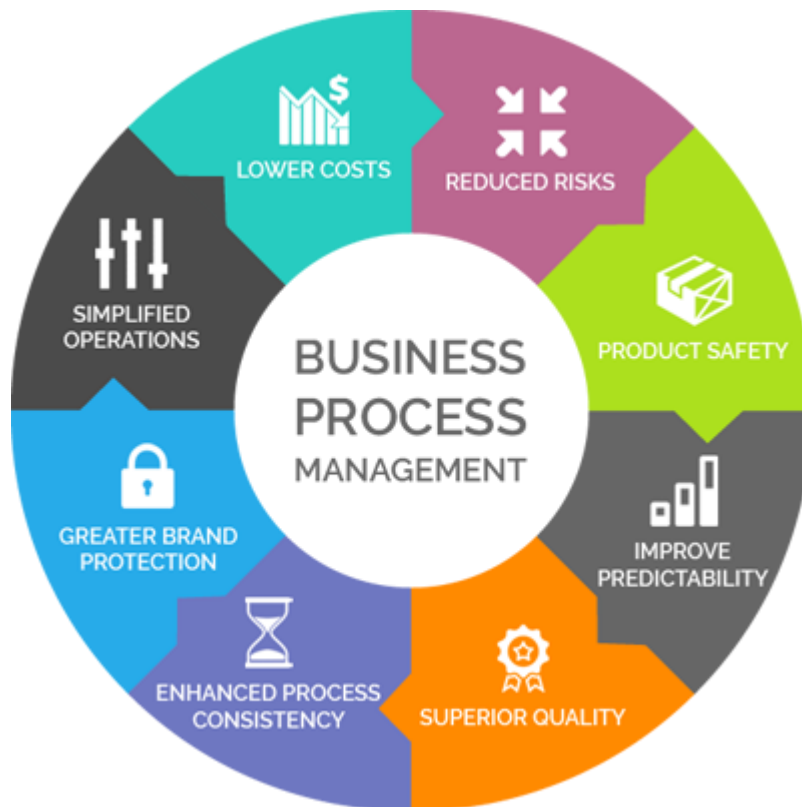 BUSINESS
PROCESS
MANAGEMENT
$
LOWER COSTS
REDUCED RISKS
PRODUCT SAFETY
IMPROVE
PREDICTABILITY
SUPERIOR QUALITY
ENHANCED PROCESS
CONSISTENCY
GREATER BRAND
PROTECTION
SIMPLIFIED
OPERATIONS